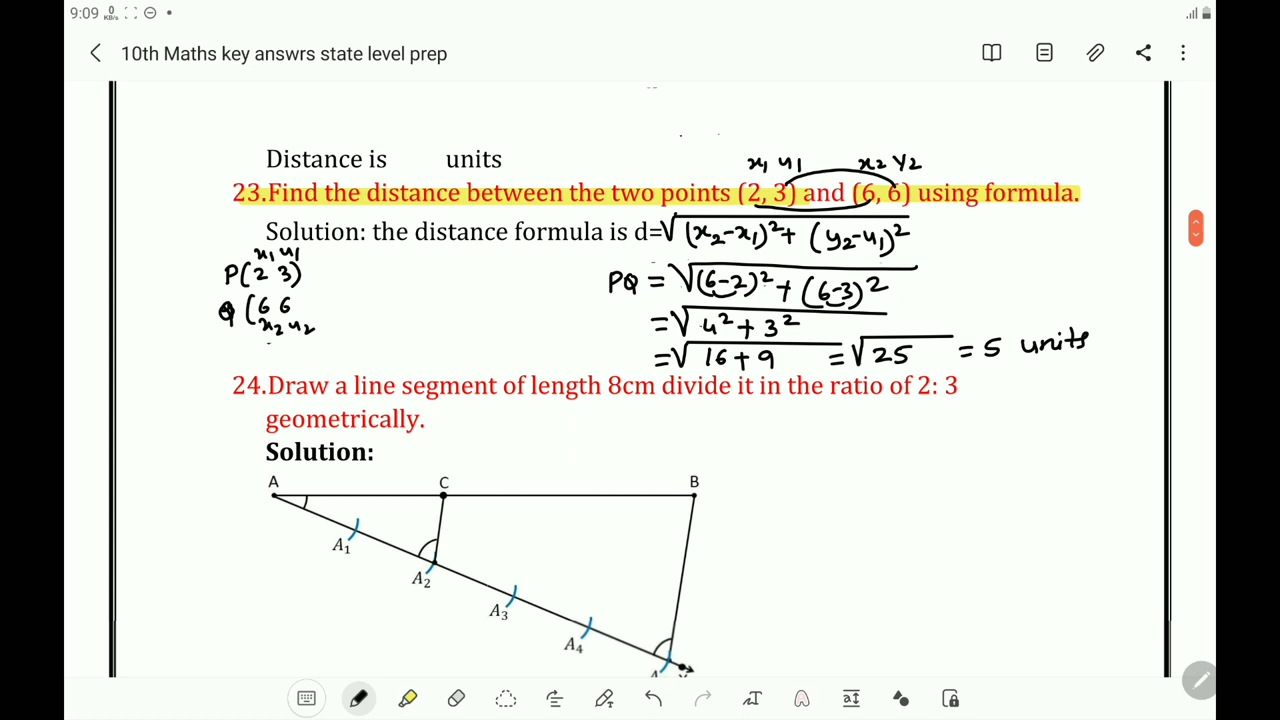 9:09 0 KB/s
10th Maths key answrs state level prep
Distance is units
x1 y1 x2 y2
23.Find the distance between the two points (2, 3) and (6, 6) using formula.
Solution: the distance formula is d=√(x2-x1)²+ (y2-y1)²
x1 y1
P(2 3)
Q (6 6
x2 y2
PQ = √(6-2)² + (6-3)²
= √4² + 3²
= √16 + 9 = √25 = 5 units
24.Draw a line segment of length 8cm divide it in the ratio of 2: 3
geometrically.
Solution:
A C B
A1
A2
A3
A4